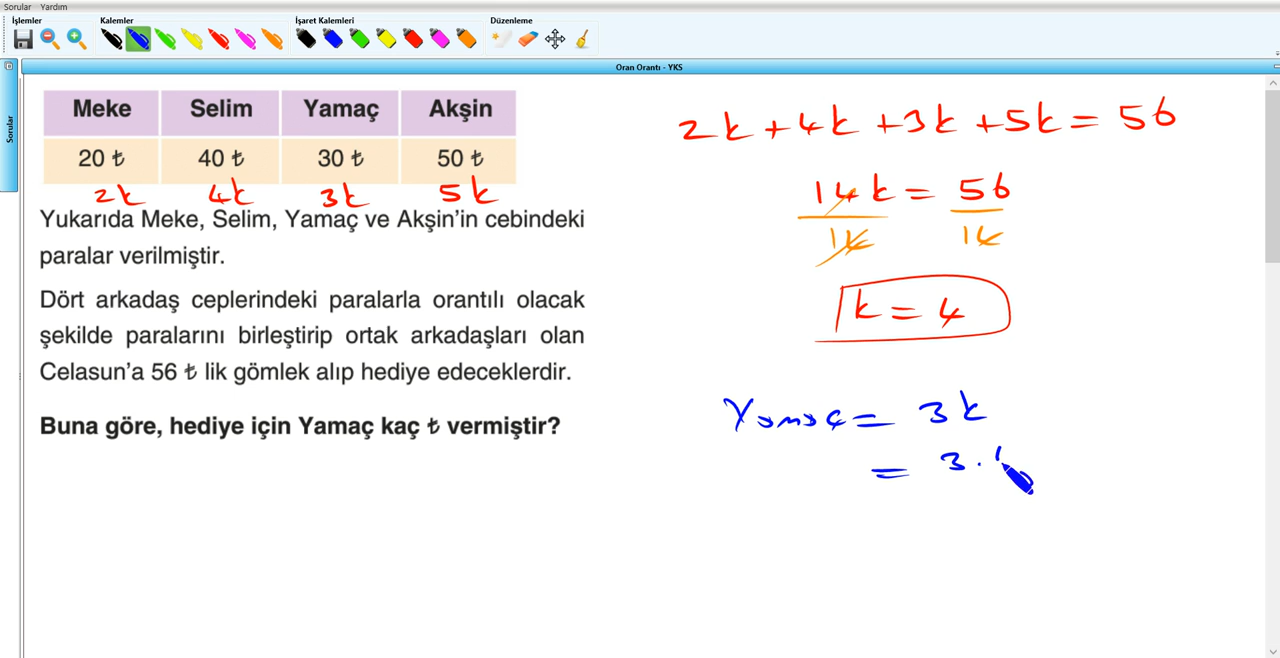 Sorular Yardım
İşlemler Kalemler İşaret Kalemleri Düzenleme
Oran Orantı - YKS
Sorular
Meke Selim Yamaç Akşin
20 ₺ 40 ₺ 30 ₺ 50 ₺
2k 4k 3k 5k
Yukarıda Meke, Selim, Yamaç ve Akşin'in cebindeki
paralar verilmiştir.
Dört arkadaş ceplerindeki paralarla orantılı olacak
şekilde paralarını birleştirip ortak arkadaşları olan
Celasun'a 56 ₺ lik gömlek alıp hediye edeceklerdir.
Buna göre, hediye için Yamaç kaç ₺ vermiştir?
2k + 4k + 3k + 5k = 56
14k = 56
14 14
k = 4
Yamaç = 3k
= 3 .